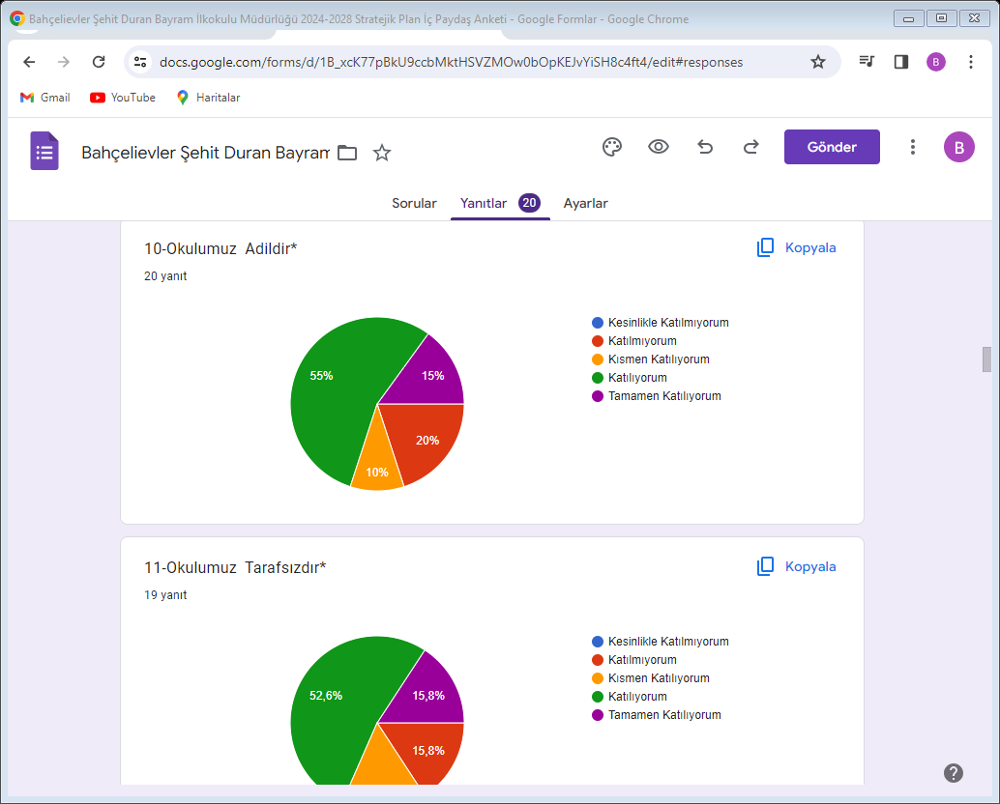 Bahçelievler Şehit Duran Bayram İlkokulu Müdürlüğü 2024-2028 Stratejik Plan İç Paydaş Anketi - Google Formlar - Google Chrome
docs.google.com/forms/d/1B_xcK77pBkU9ccbMktHSVZMOw0bOpKEJvYiSH8c4ft4/edit#responses
B
Gmail YouTube Haritalar
Bahçelievler Şehit Duran Bayram
Gönder
B
Sorular Yanıtlar 20 Ayarlar
10-Okulumuz Adildir*
Kopyala
20 yanıt
Kesinlikle Katılmıyorum
Katılmıyorum
Kısmen Katılıyorum
Katılıyorum
Tamamen Katılıyorum
55%
15%
20%
10%
11-Okulumuz Tarafsızdır*
Kopyala
19 yanıt
Kesinlikle Katılmıyorum
Katılmıyorum
Kısmen Katılıyorum
Katılıyorum
Tamamen Katılıyorum
52,6%
15,8%
15,8%